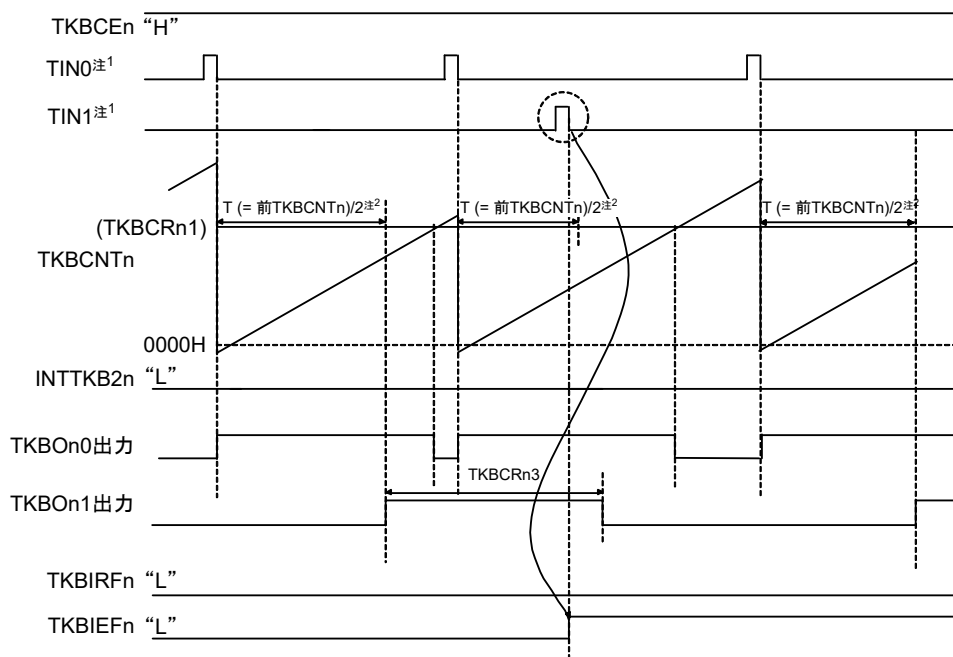 TKBCEn “H”
TIN0注1
TIN1注1
T (= 前TKBCNTn)/2注2 T (= 前TKBCNTn)/2注2 T (= 前TKBCNTn)/2注2
(TKBCRn1)
TKBCNTn
0000H
INTTKB2n “L”
TKBOn0出力
TKBCRn3
TKBOn1出力
TKBIRFn “L”
TKBIEFn “L”